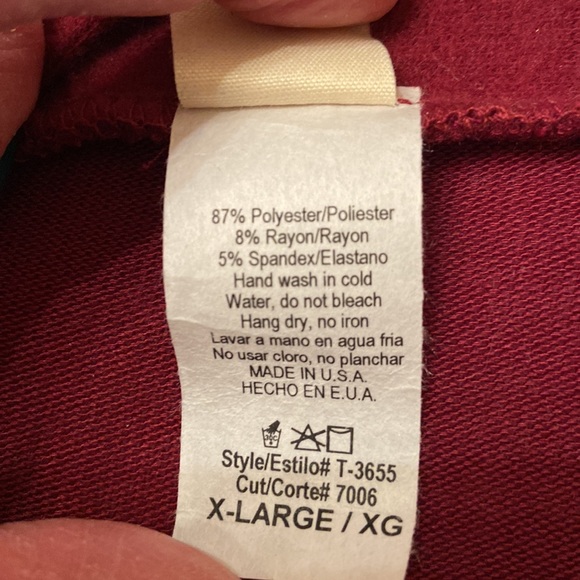 87% Polyester/Poliester
8% Rayon/Rayon
5% Spandex/Elastano
Hand wash in cold
Water, do not bleach
Hang dry, no iron
Lavar a mano en agua fria
No usar cloro, no planchar
MADE IN U.S.A.
HECHO EN E.U.A.
30C
Style/Estilo# T-3655
Cut/Corte# 7006
X-LARGE / XG